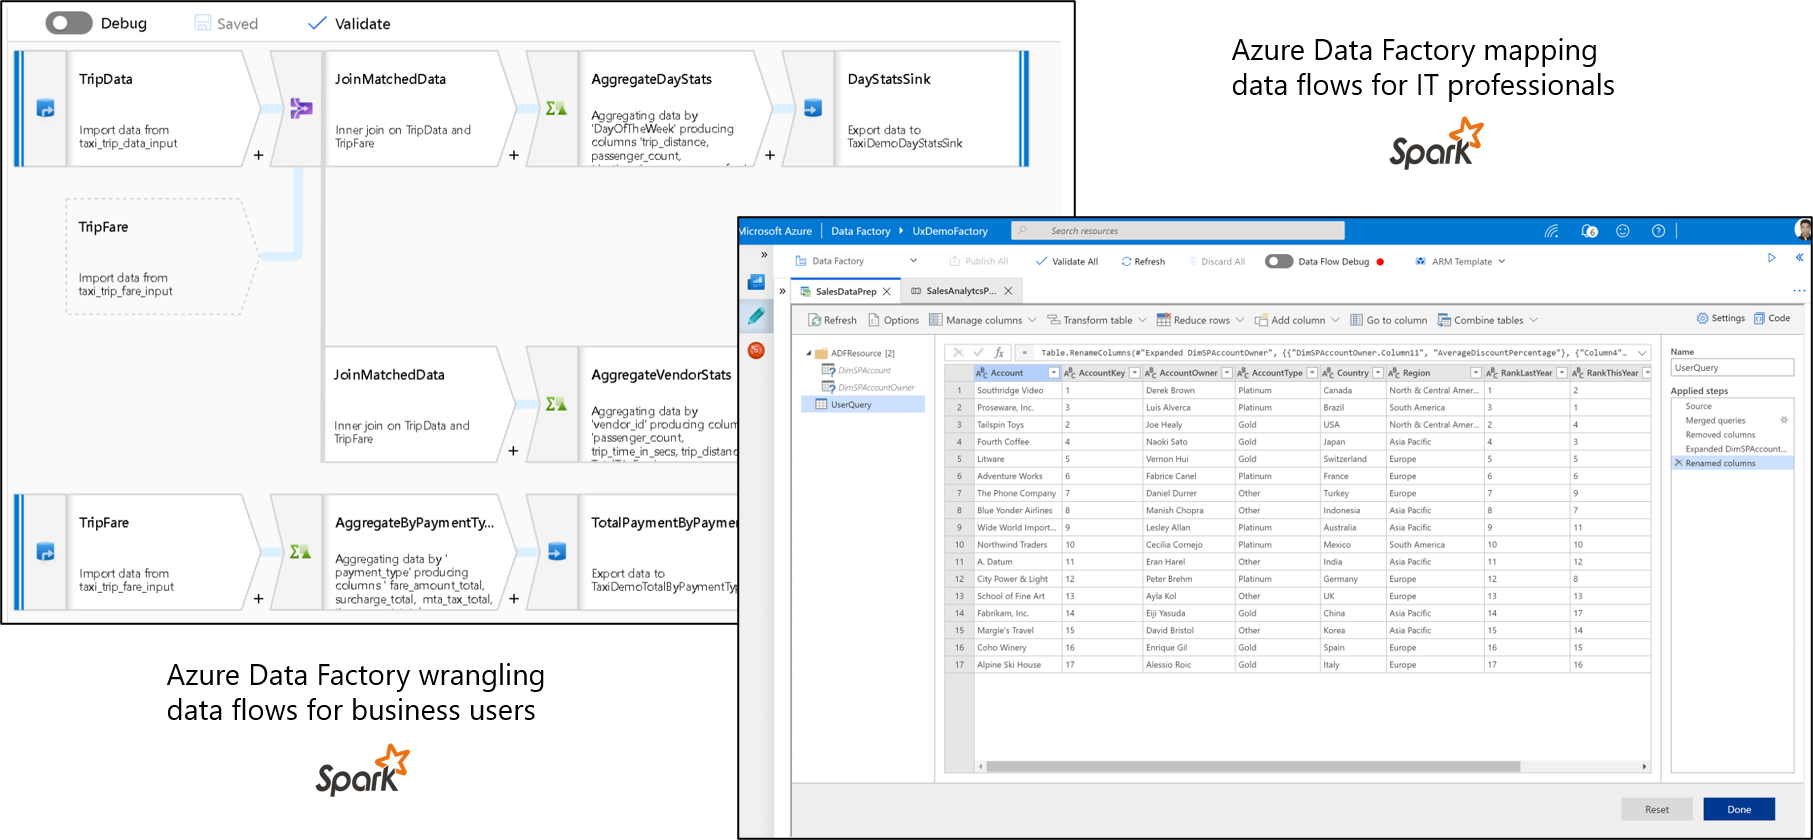 Debug
Saved
Validate
TripData
Import data from
taxi_trip_data_input
+
JoinMatchedData
Inner join on TripData and
TripFare
+
AggregateDayStats
Aggregating data by
'DayOfTheWeek' producing
columns 'trip_distance,
passenger_count,
+
DayStatsSink
Export data to
TaxiDemoDayStatsSink
TripFare
Import data from
taxi_trip_fare_input
JoinMatchedData
Inner join on TripData and
TripFare
+
AggregateVendorStats
Aggregating data by
'vendor_id' producing colum
'passenger_count,
trip_time_in_secs, trip_distanc
TripFare
Import data from
taxi_trip_fare_input
+
AggregateByPaymentTy...
Aggregating data by '
payment_type' producing
columns ' fare_amount_total,
surcharge_total, mta_tax_total,
+
TotalPaymentByPaymen
Export data to
TaxiDemoTotalByPaymentTyp
Azure Data Factory mapping
data flows for IT professionals
Spark
Azure Data Factory wrangling
data flows for business users
Spark
Microsoft Azure
Data Factory
UxDemoFactory
Search resources
6
Data Factory
Publish All
Validate All
Refresh
Discard All
Data Flow Debug
ARM Template
SalesDataPrep
SalesAnalytcsP...
Refresh
Options
Manage columns
Transform table
Reduce rows
Add column
Go to column
Combine tables
Settings
Code
ADFResource [2]
DimSPAccount
DimSPAccountOwner
UserQuery
fx = Table.RenameColumns(#"Expanded DimSPAccountOwner", {{"DimSPAccountOwner.Column11", "AverageDiscountPercentage"}, {"Column4"...
Account AccountKey AccountOwner AccountType Country Region RankLastYear RankThisYear
1 Southridge Video 1 Derek Brown Platinum Canada North & Central Amer... 1 2
2 Proseware, Inc. 3 Luis Alverca Platinum Brazil South America 3 1
3 Tailspin Toys 2 Joe Healy Gold USA North & Central Amer... 2 4
4 Fourth Coffee 4 Naoki Sato Gold Japan Asia Pacific 4 3
5 Litware 5 Vernon Hui Gold Switzerland Europe 5 5
6 Adventure Works 6 Fabrice Canel Platinum France Europe 6 6
7 The Phone Company 7 Daniel Durrer Other Turkey Europe 7 9
8 Blue Yonder Airlines 8 Manish Chopra Other Indonesia Asia Pacific 8 7
9 Wide World Import... 9 Lesley Allan Platinum Australia Asia Pacific 9 11
10 Northwind Traders 10 Cecilia Cornejo Platinum Mexico South America 10 10
11 A. Datum 11 Eran Harel Other India Asia Pacific 11 12
12 City Power & Light 12 Peter Brehm Platinum Germany Europe 12 8
13 School of Fine Art 13 Ayla Kol Other UK Europe 13 13
14 Fabrikam, Inc. 14 Eiji Yasuda Gold China Asia Pacific 14 17
15 Margie's Travel 15 David Bristol Other Korea Asia Pacific 15 14
16 Coho Winery 16 Enrique Gil Gold Spain Europe 16 15
17 Alpine Ski House 17 Alessio Roic Gold Italy Europe 17 16
Name
UserQuery
Applied steps
Source
Merged queries
Removed columns
Expanded DimSPAccount...
Renamed columns
Reset
Done